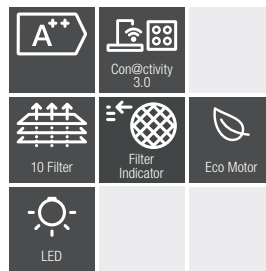 A++
Con@ctivity
3.0
10 Filter
Filter
Indicator
Eco Motor
LED